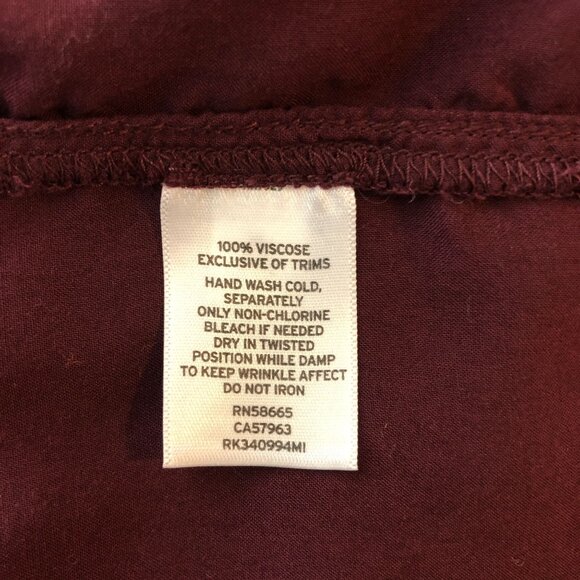 100% VISCOSE
EXCLUSIVE OF TRIMS
HAND WASH COLD,
SEPARATELY
ONLY NON-CHLORINE
BLEACH IF NEEDED
DRY IN TWISTED
POSITION WHILE DAMP
TO KEEP WRINKLE AFFECT
DO NOT IRON
RN58665
CA57963
RK340994MI